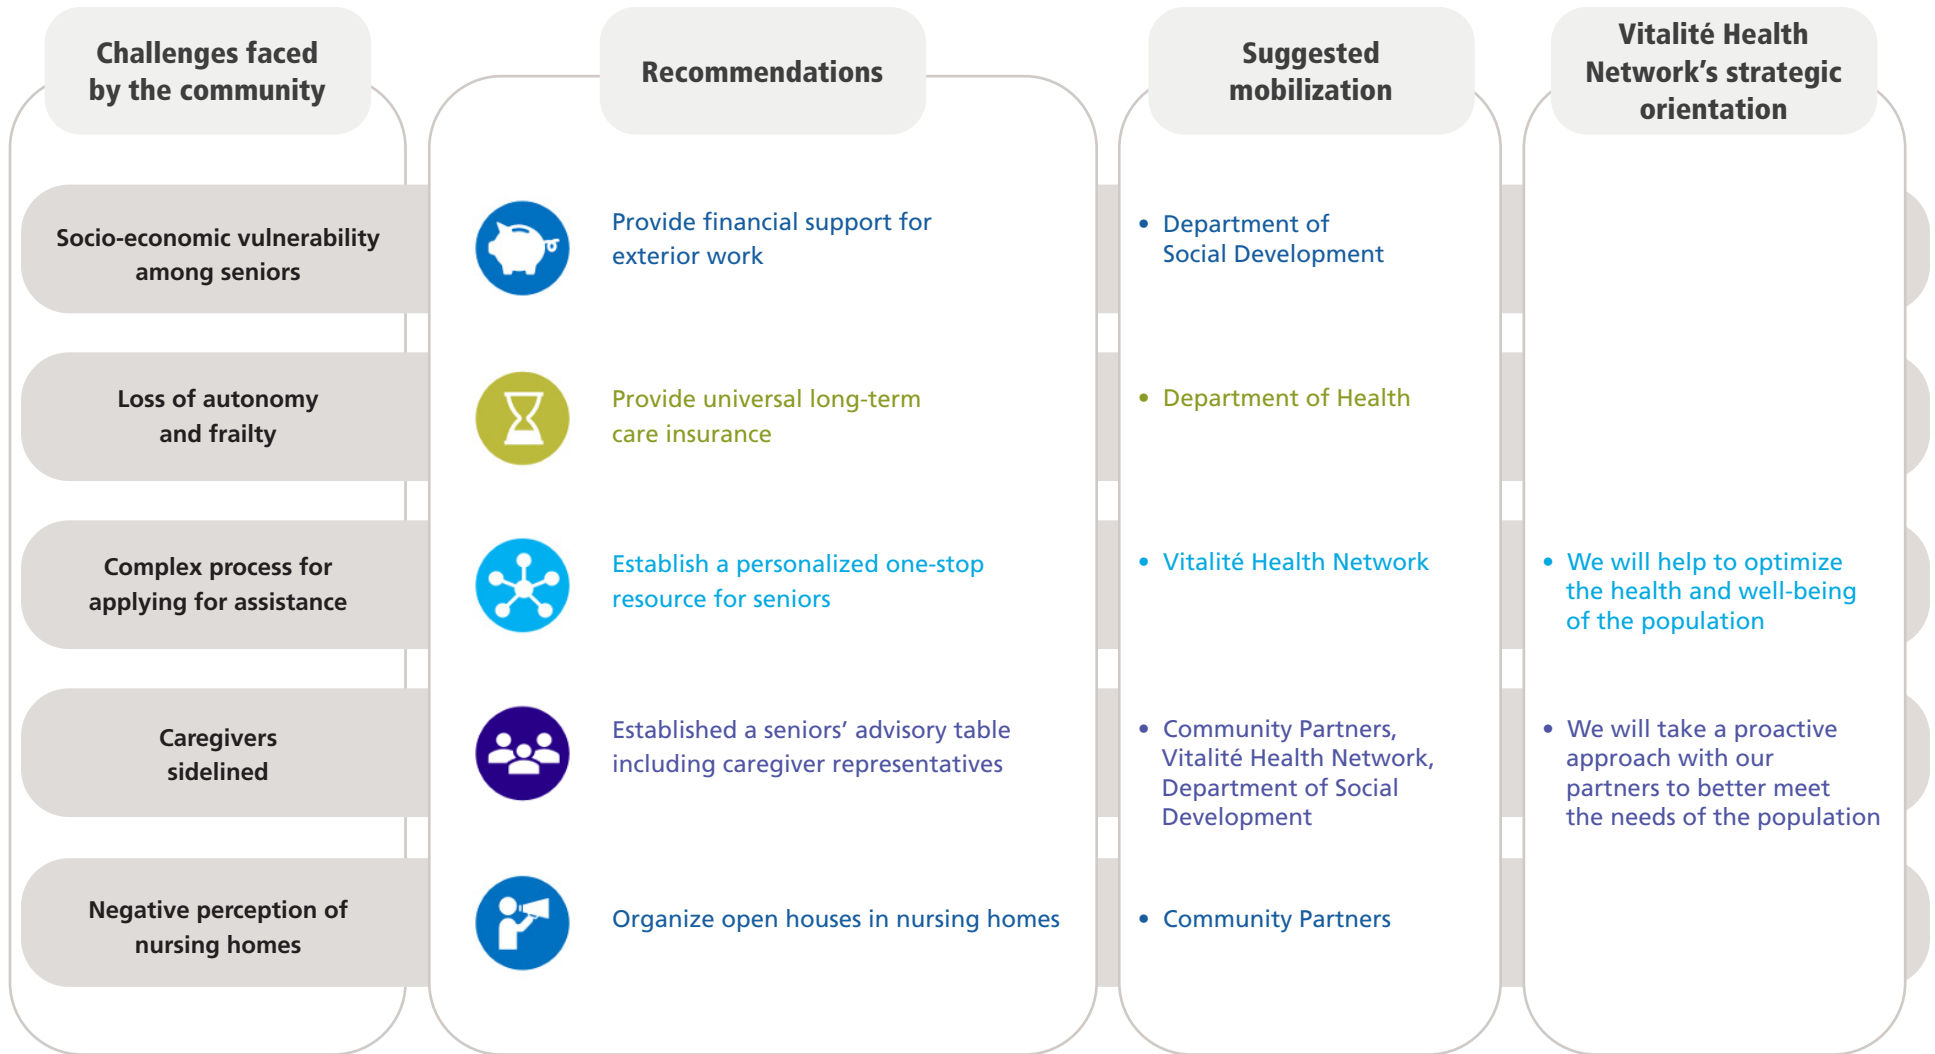 Challenges faced
by the community
Recommendations
Suggested
mobilization
Vitalité Health
Network's strategic
orientation
Socio-economic vulnerability
among seniors
Provide financial support for
exterior work
• Department of
Social Development
Loss of autonomy
and frailty
Provide universal long-term
care insurance
• Department of Health
Complex process for
applying for assistance
Establish a personalized one-stop
resource for seniors
• Vitalité Health Network
• We will help to optimize
the health and well-being
of the population
Caregivers
sidelined
Established a seniors' advisory table
including caregiver representatives
• Community Partners,
Vitalité Health Network,
Department of Social
Development
• We will take a proactive
approach with our
partners to better meet
the needs of the population
Negative perception of
nursing homes
Organize open houses in nursing homes
• Community Partners